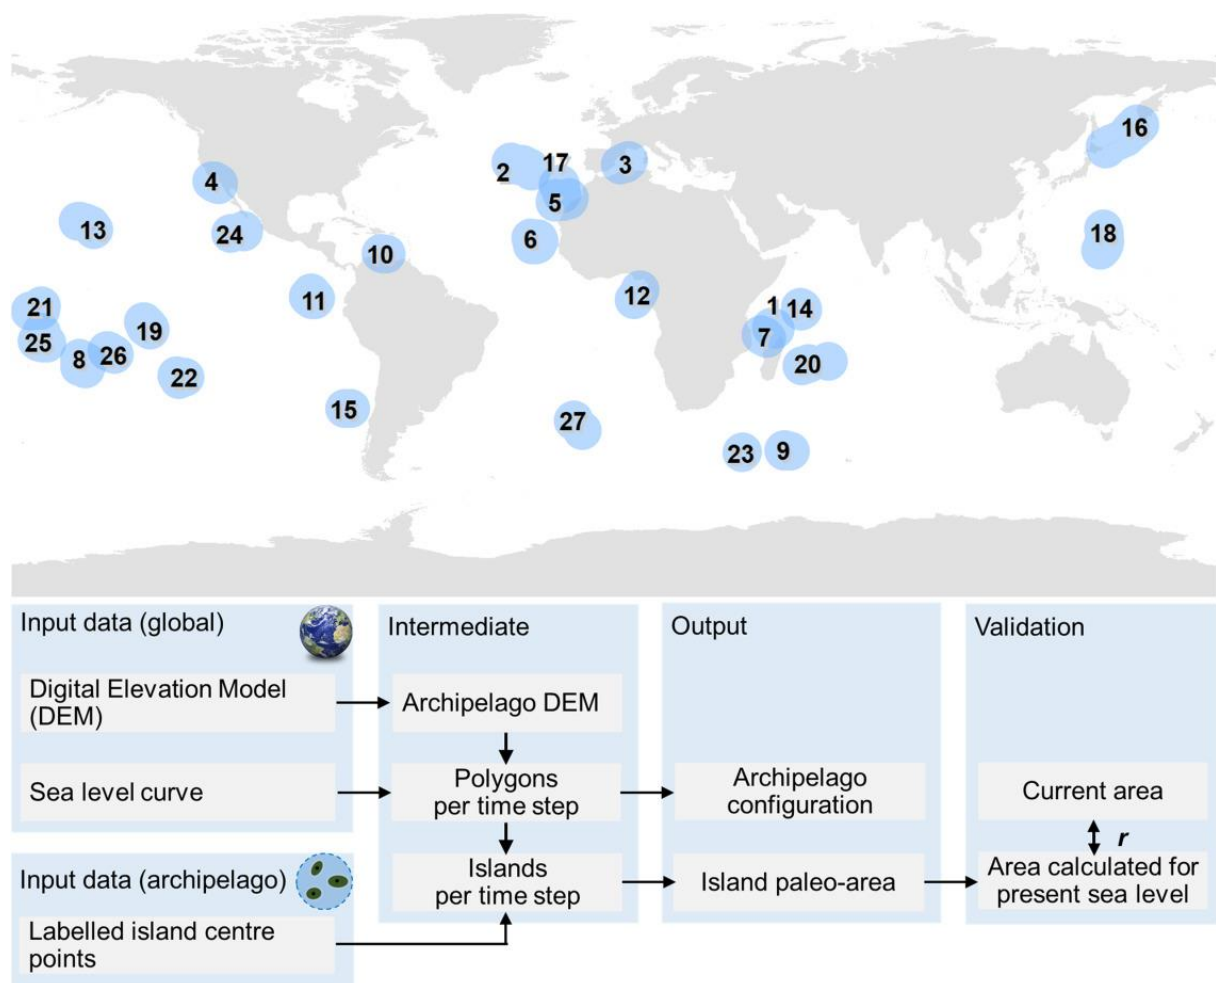 16
17
2
3
4
5
13
24
6
18
10
11
12
1
14
21
7
19
25
26
8
20
22
15
27
23
9
Input data (global)
Digital Elevation Model
(DEM)
Sea level curve
Input data (archipelago)
Labelled island centre
points
Intermediate
Archipelago DEM
Polygons
per time step
Islands
per time step
Output
Archipelago
configuration
Island paleo-area
Validation
Current area
r
Area calculated for
present sea level